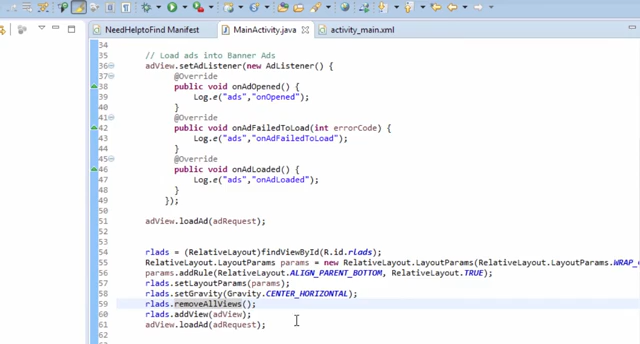 NeedHelptoFind Manifest
MainActivity.java
activity_main.xml
34
35 // Load ads into Banner Ads
36 adView.setAdListener(new AdListener() {
37 @Override
38 public void onAdOpened() {
39 Log.e("ads","onOpened");
40 }
41 @Override
42 public void onAdFailedToLoad(int errorCode) {
43 Log.e("ads","onAdFailedToLoad");
44 }
45 @Override
46 public void onAdLoaded() {
47 Log.e("ads","onAdLoaded");
48 }
49 });
50
51 adView.loadAd(adRequest);
52
53
54 rlads = (RelativeLayout)findViewById(R.id.rlads);
55 RelativeLayout.LayoutParams params = new RelativeLayout.LayoutParams(RelativeLayout.LayoutParams.WRAP_
56 params.addRule(RelativeLayout.ALIGN_PARENT_BOTTOM, RelativeLayout.TRUE);
57 rlads.setLayoutParams(params);
58 rlads.setGravity(Gravity.CENTER_HORIZONTAL);
59 rlads.removeAllViews();
60 rlads.addView(adView);
61 adView.loadAd(adRequest);
62